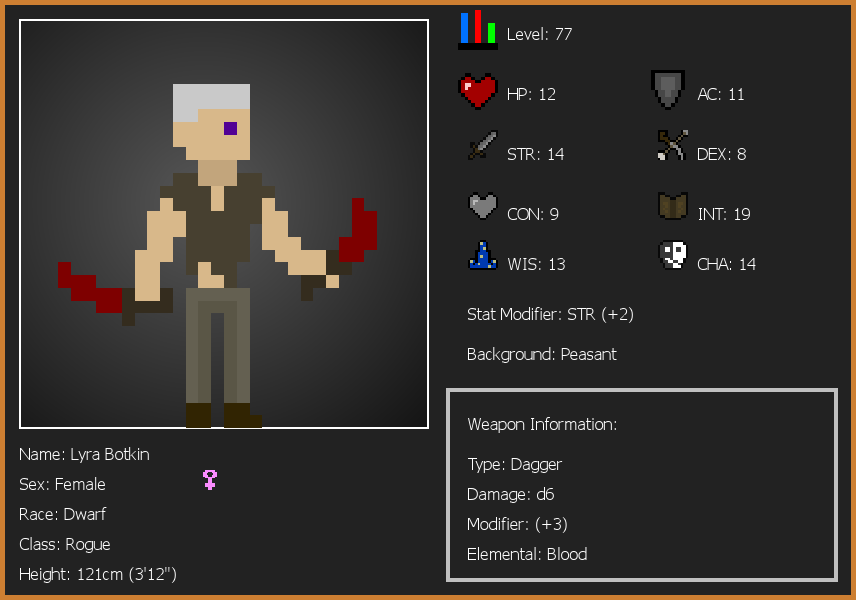 Level: 77
HP: 12
AC: 11
STR: 14
DEX: 8
CON: 9
INT: 19
WIS: 13
CHA: 14
Stat Modifier: STR (+2)
Background: Peasant
Weapon Information:
Type: Dagger
Damage: d6
Modifier: (+3)
Elemental: Blood
Name: Lyra Botkin
Sex: Female
Race: Dwarf
Class: Rogue
Height: 121cm (3'12")